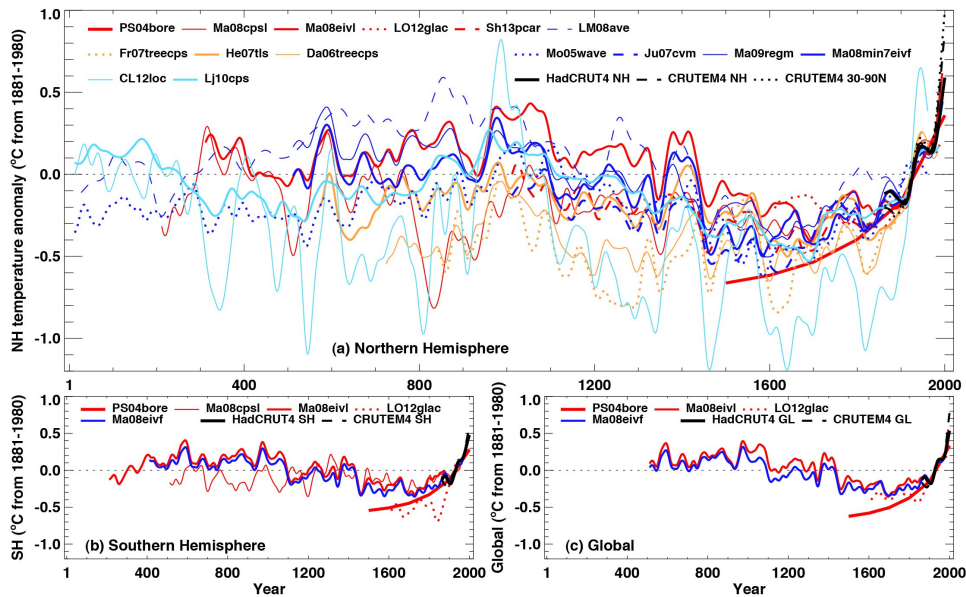 PS04bore Ma08cpsl Ma08eivl LO12glac Sh13pcar LM08ave
Fr07treecps He07tls Da06treecps Mo05wave Ju07cvm Ma09regm Ma08min7eivf
CL12loc Lj10cps HadCRUT4 NH CRUTEM4 NH CRUTEM4 30-90N
NH temperature anomaly (°C from 1881-1980)
1.0
0.5
0.0
-0.5
-1.0
(a) Northern Hemisphere
1 400 800 1200 1600 2000
SH (°C from 1881-1980)
1.0
0.5
0.0
-0.5
-1.0
PS04bore Ma08cpsl Ma08eivl LO12glac
Ma08eivf HadCRUT4 SH CRUTEM4 SH
(b) Southern Hemisphere
1 400 800 1200 1600 2000
Year
Global (°C from 1881-1980)
1.0
0.5
0.0
-0.5
-1.0
PS04bore Ma08eivl LO12glac
Ma08eivf HadCRUT4 GL CRUTEM4 GL
(c) Global
1 400 800 1200 1600 2000
Year